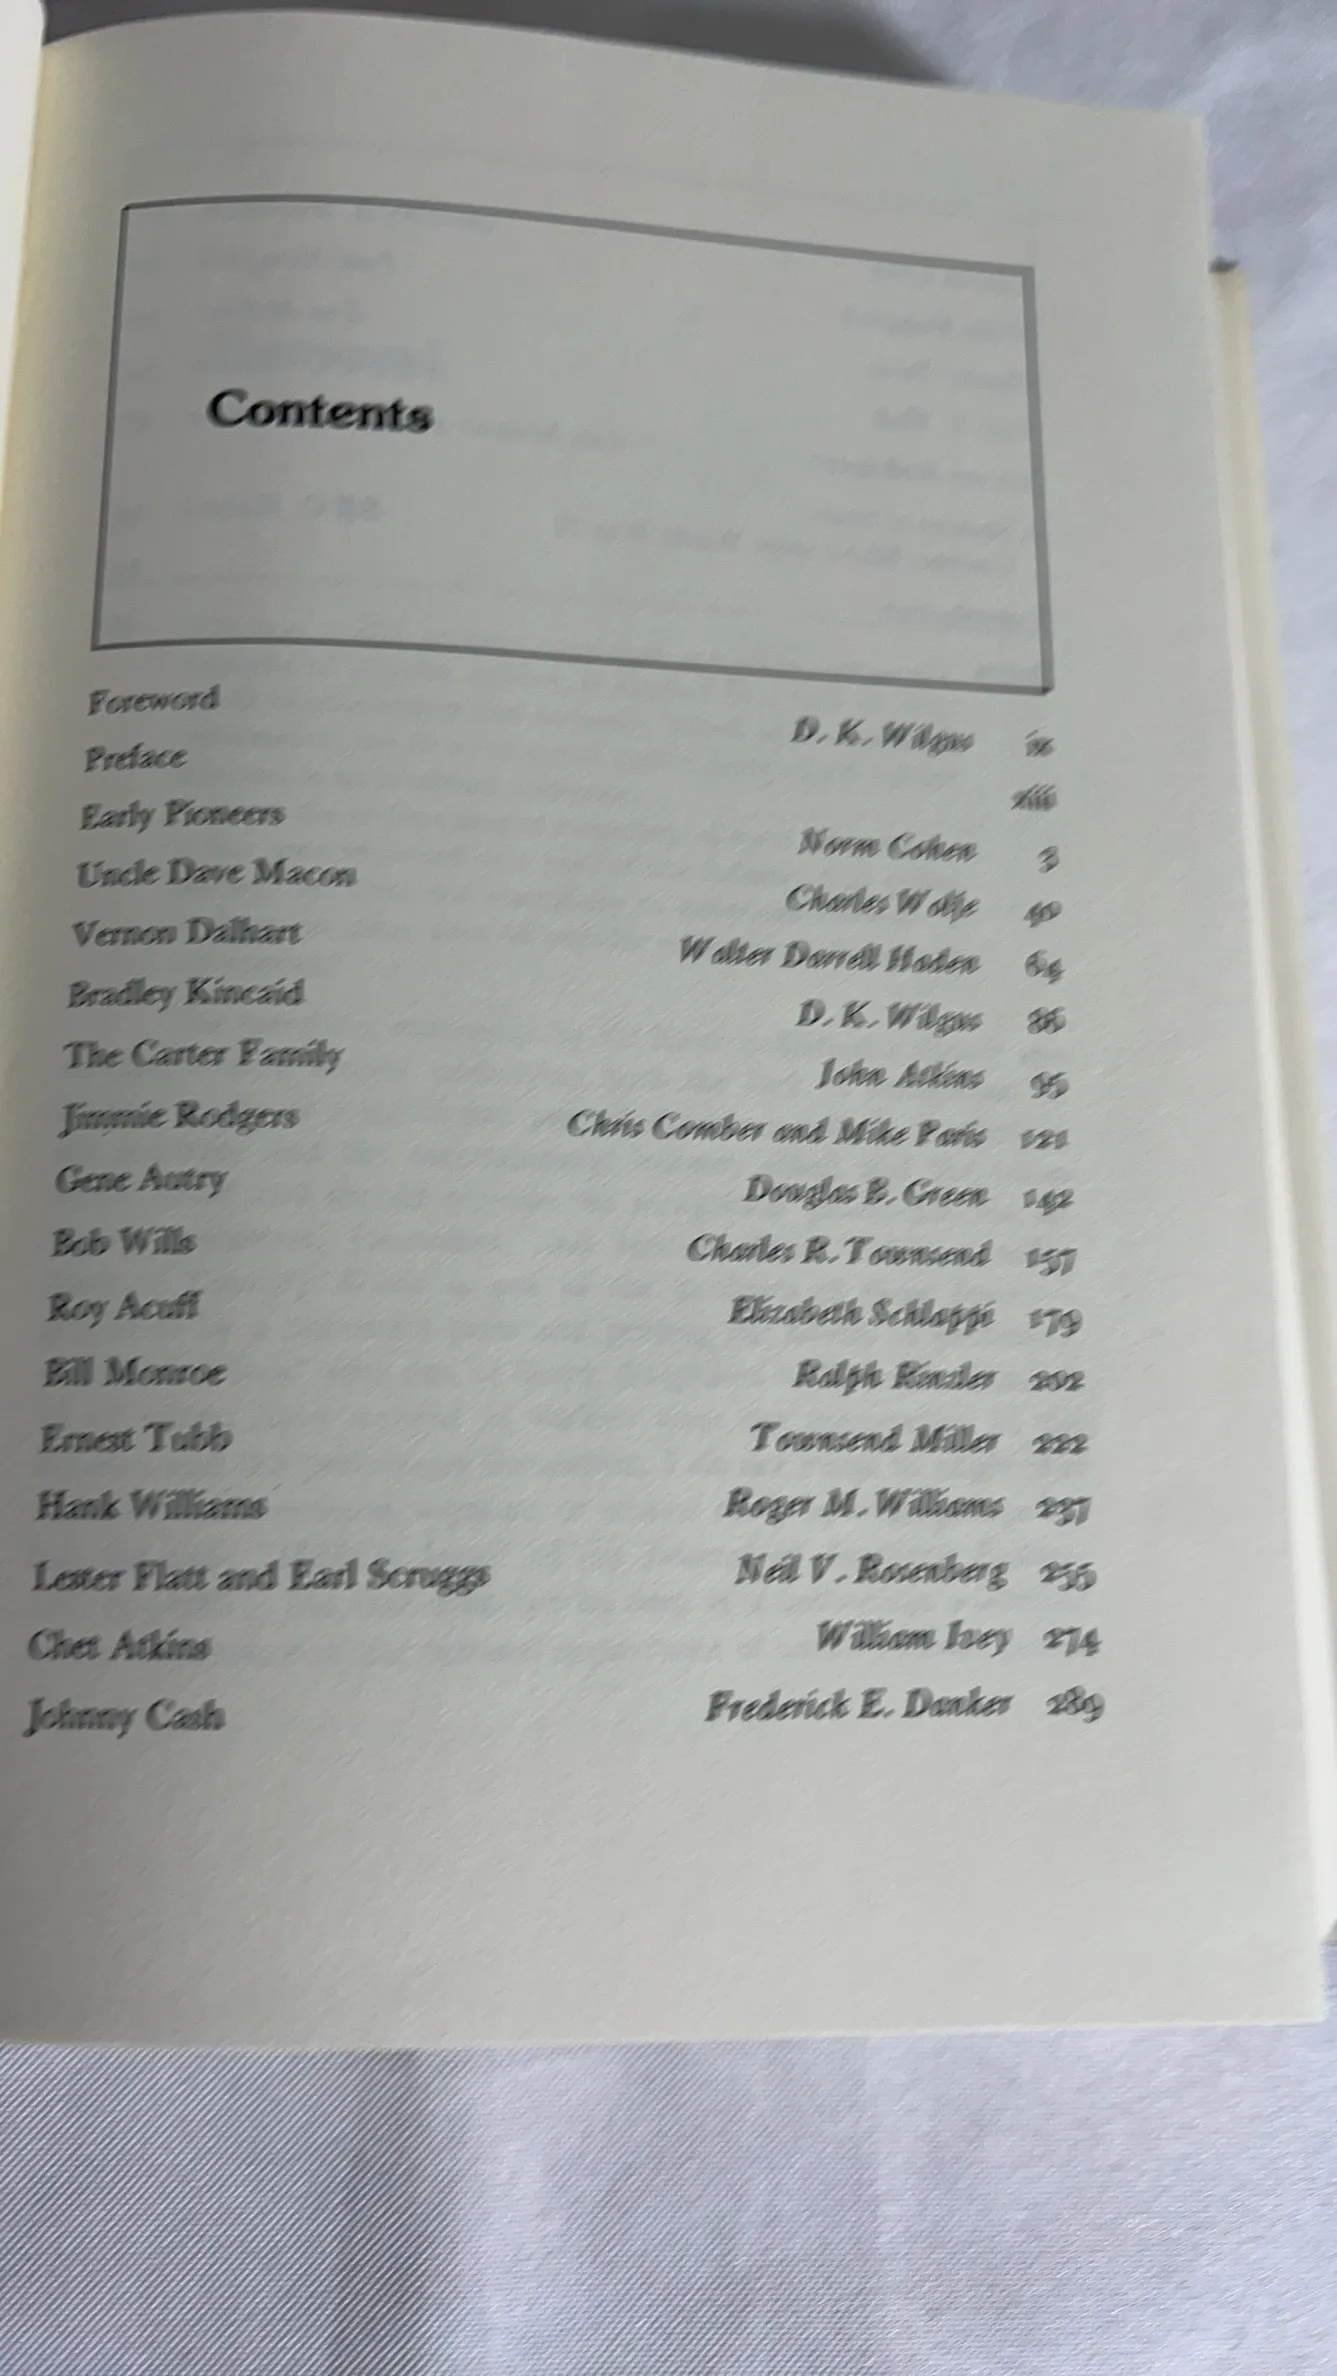 Contents
Foreword D. K. Wilgus ix
Preface xiii
Early Pioneers Norm Cohen 3
Uncle Dave Macon Charles Wolfe 40
Vernon Dalhart Walter Darrell Haden 64
Bradley Kincaid D. K. Wilgus 86
The Carter Family John Atkins 95
Jimmie Rodgers Chris Comber and Mike Paris 121
Gene Autry Douglas B. Green 142
Bob Wills Charles R. Townsend 157
Roy Acuff Elizabeth Schlappi 179
Bill Monroe Ralph Rinzler 202
Ernest Tubb Townsend Miller 222
Hank Williams Roger M. Williams 237
Lester Flatt and Earl Scruggs Neil V. Rosenberg 255
Chet Atkins William Ivey 274
Johnny Cash Frederick E. Danker 289